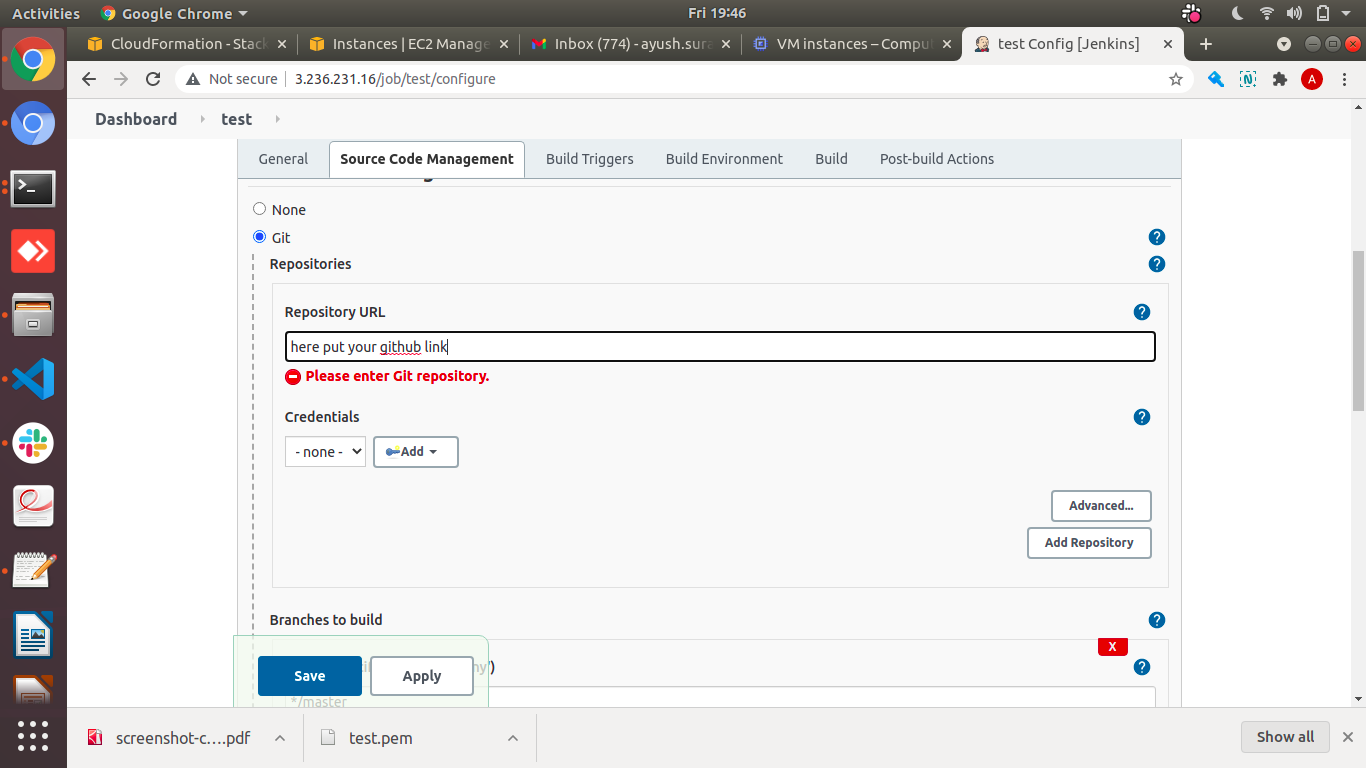 Activities Google Chrome Fri 19:46
CloudFormation - Stack Instances | EC2 Manage Inbox (774) - ayush.sura VM instances – Compu test Config [Jenkins]
Not secure 3.236.231.16/job/test/configure A
Dashboard test
General Source Code Management Build Triggers Build Environment Build Post-build Actions
None
Git ?
Repositories ?
Repository URL ?
here put your github link
Please enter Git repository.
Credentials ?
- none - Add
Advanced...
Add Repository
Branches to build ?
X
Save Apply ?
*/master
screenshot-c....pdf test.pem Show all